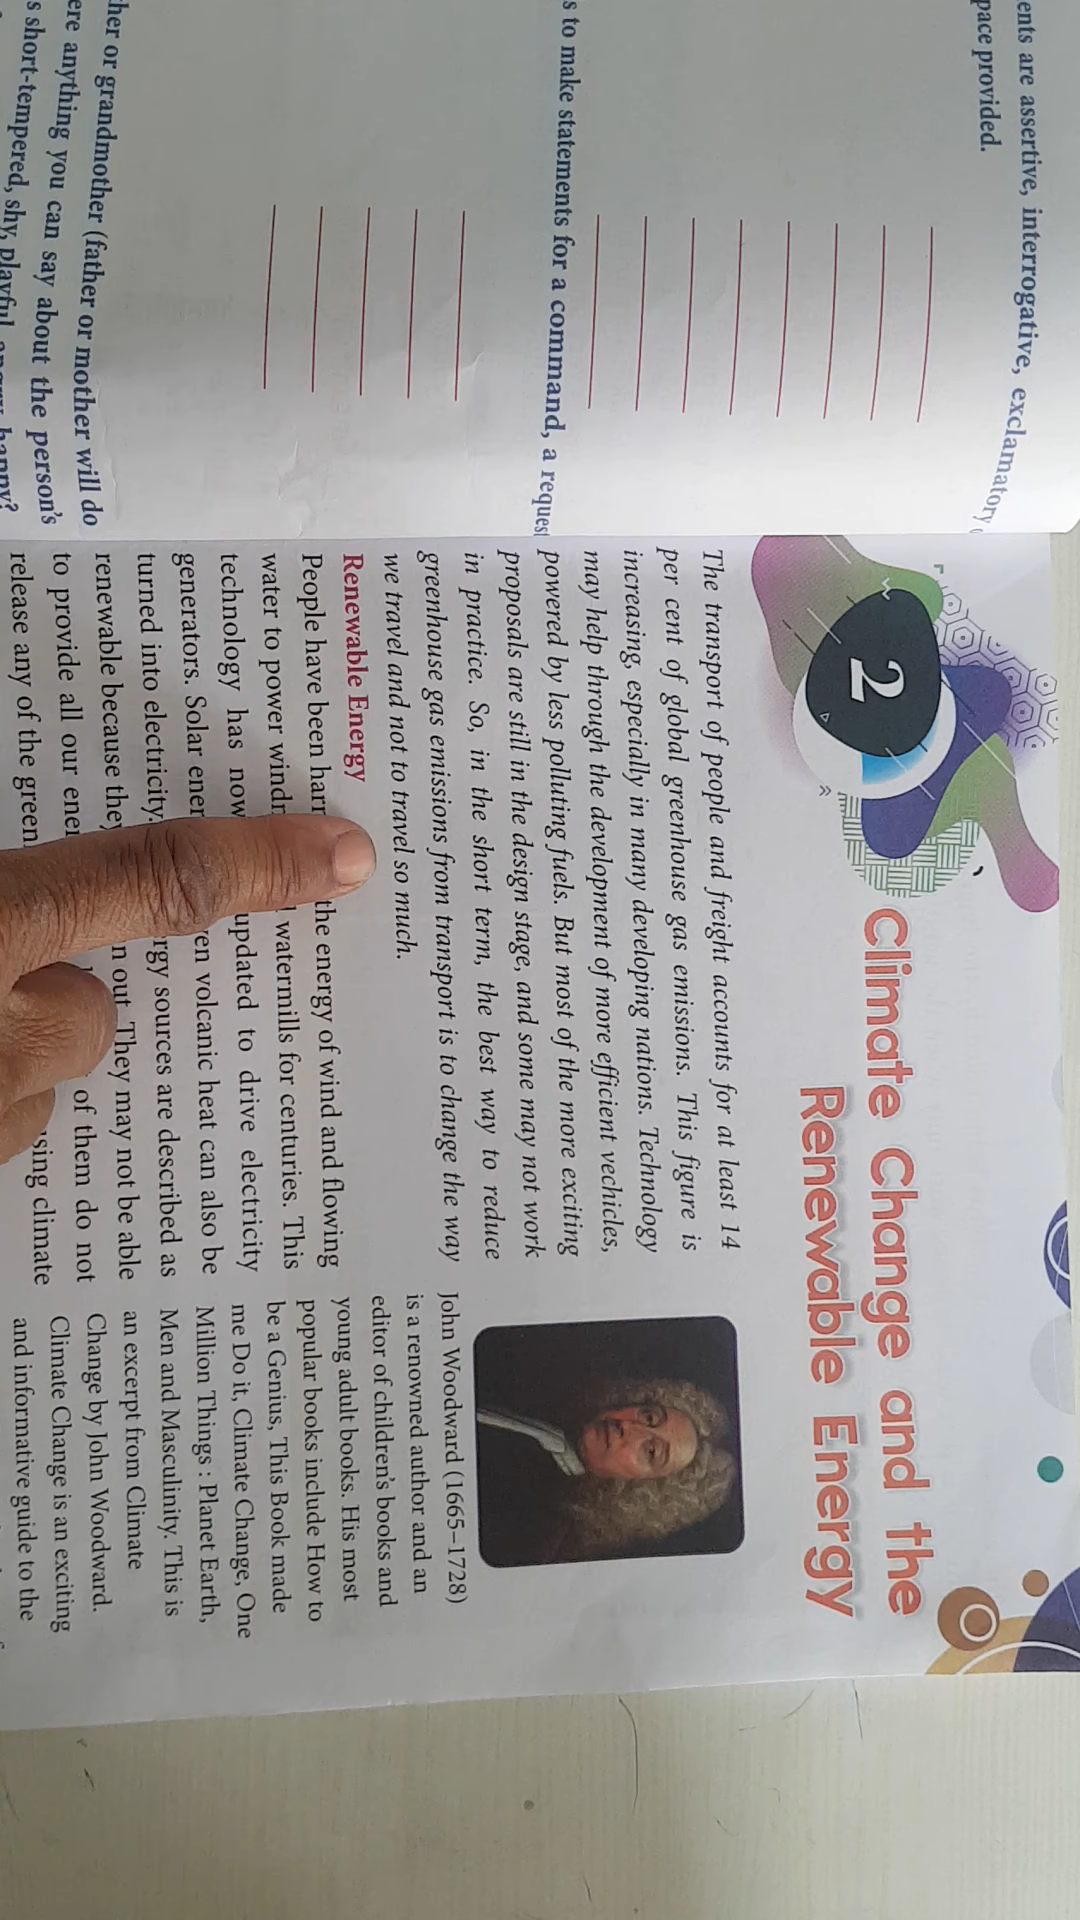 ents are assertive, interrogative, exclamatory
pace provided.
s to make statements for a command, a request
her or grandmother (father or mother will do
ere anything you can say about the person's
s short-tempered, shy, playful, angry, happy?
2
Climate Change and the
Renewable Energy
The transport of people and freight accounts for at least 14
per cent of global greenhouse gas emissions. This figure is
increasing, especially in many developing nations. Technology
may help through the development of more efficient vechicles,
powered by less polluting fuels. But most of the more exciting
proposals are still in the design stage, and some may not work
in practice. So, in the short term, the best way to reduce
greenhouse gas emissions from transport is to change the way
we travel and not to travel so much.
Renewable Energy
People have been harn the energy of wind and flowing
water to power windm watermills for centuries. This
technology has now updated to drive electricity
generators. Solar ener ven volcanic heat can also be
turned into electricity. rgy sources are described as
renewable because they n out. They may not be able
to provide all our ener of them do not
release any of the green using climate
John Woodward (1665–1728)
is a renowned author and an
editor of children's books and
young adult books. His most
popular books include How to
be a Genius, This Book made
me Do it, Climate Change, One
Million Things : Planet Earth,
Men and Masculinity. This is
an excerpt from Climate
Change by John Woodward.
Climate Change is an exciting
and informative guide to the